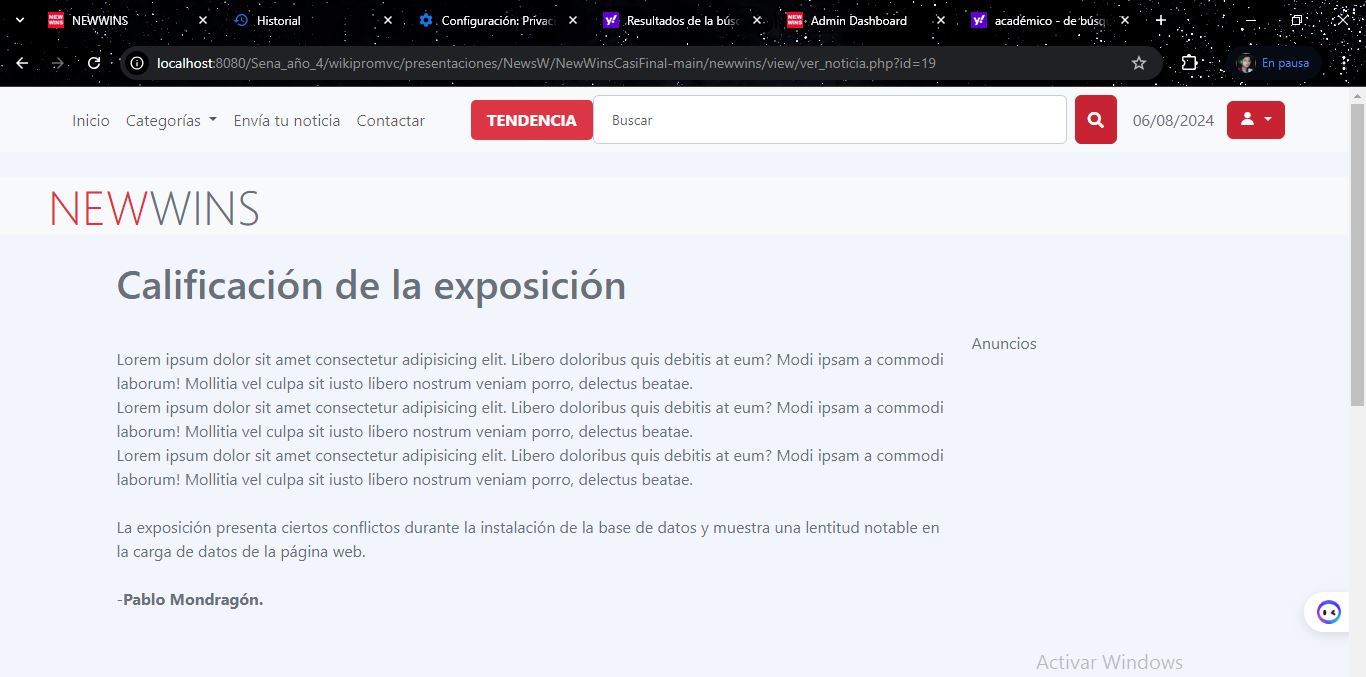 NEWWINS
Historial
Configuración: Privac
Resultados de la búsq
Admin Dashboard
académico - de búsq
localhost:8080/Sena_año_4/wikipromvc/presentaciones/NewsW/NewWinsCasiFinal-main/newwins/view/ver_noticia.php?id=19
En pausa
Inicio Categorías Envía tu noticia Contactar TENDENCIA Buscar 06/08/2024
NEWWINS
Calificación de la exposición
Anuncios
Lorem ipsum dolor sit amet consectetur adipisicing elit. Libero doloribus quis debitis at eum? Modi ipsam a commodi
laborum! Mollitia vel culpa sit iusto libero nostrum veniam porro, delectus beatae.
Lorem ipsum dolor sit amet consectetur adipisicing elit. Libero doloribus quis debitis at eum? Modi ipsam a commodi
laborum! Mollitia vel culpa sit iusto libero nostrum veniam porro, delectus beatae.
Lorem ipsum dolor sit amet consectetur adipisicing elit. Libero doloribus quis debitis at eum? Modi ipsam a commodi
laborum! Mollitia vel culpa sit iusto libero nostrum veniam porro, delectus beatae.
La exposición presenta ciertos conflictos durante la instalación de la base de datos y muestra una lentitud notable en
la carga de datos de la página web.
-Pablo Mondragón.
Activar Windows